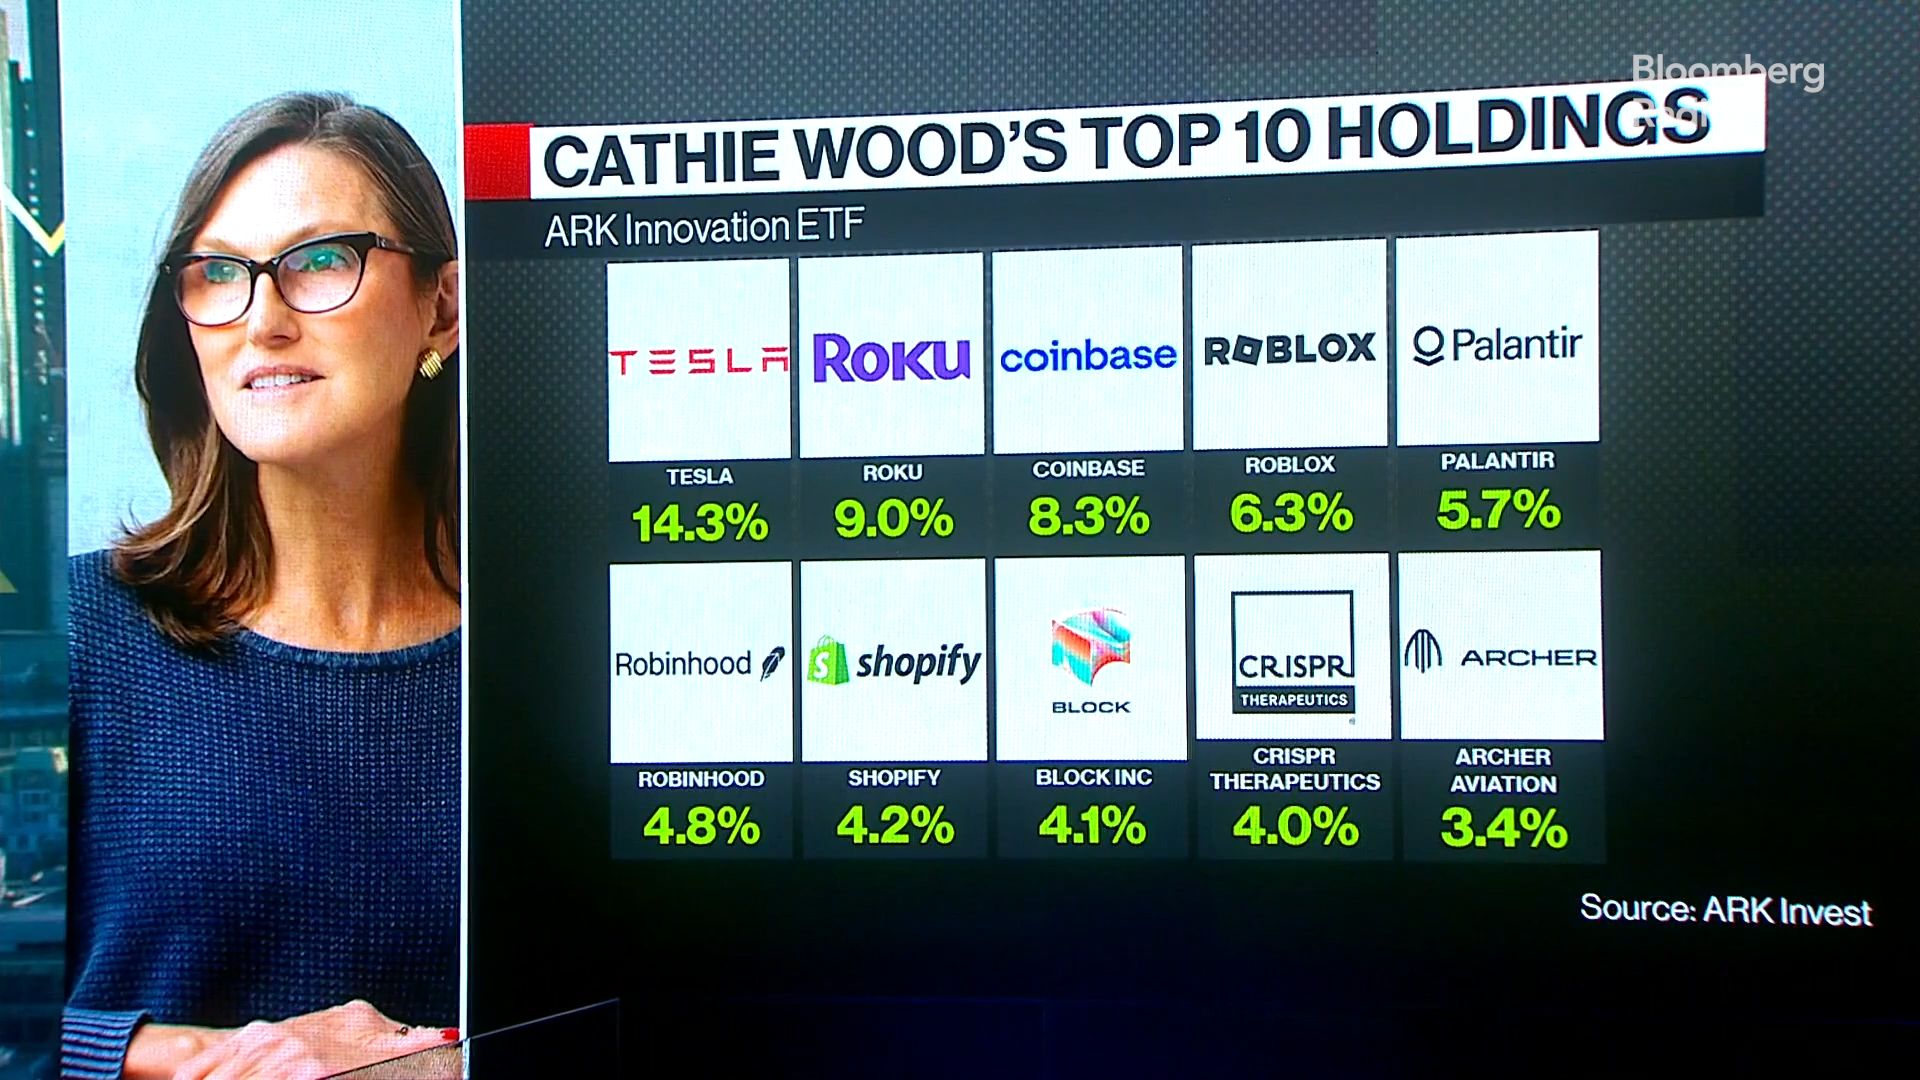 Bloomberg
CATHIE WOOD'S TOP 10 HOLDINGS
ARK Innovation ETF
TESLA
ROKU
coinbase
ROBLOX
Palantir
TESLA
ROKU
COINBASE
ROBLOX
PALANTIR
14.3%
9.0%
8.3%
6.3%
5.7%
Robinhood
shopify
BLOCK
CRISPR
THERAPEUTICS
ARCHER
ROBINHOOD
SHOPIFY
BLOCK INC
CRISPR
THERAPEUTICS
ARCHER
AVIATION
4.8%
4.2%
4.1%
4.0%
3.4%
Source: ARK Invest